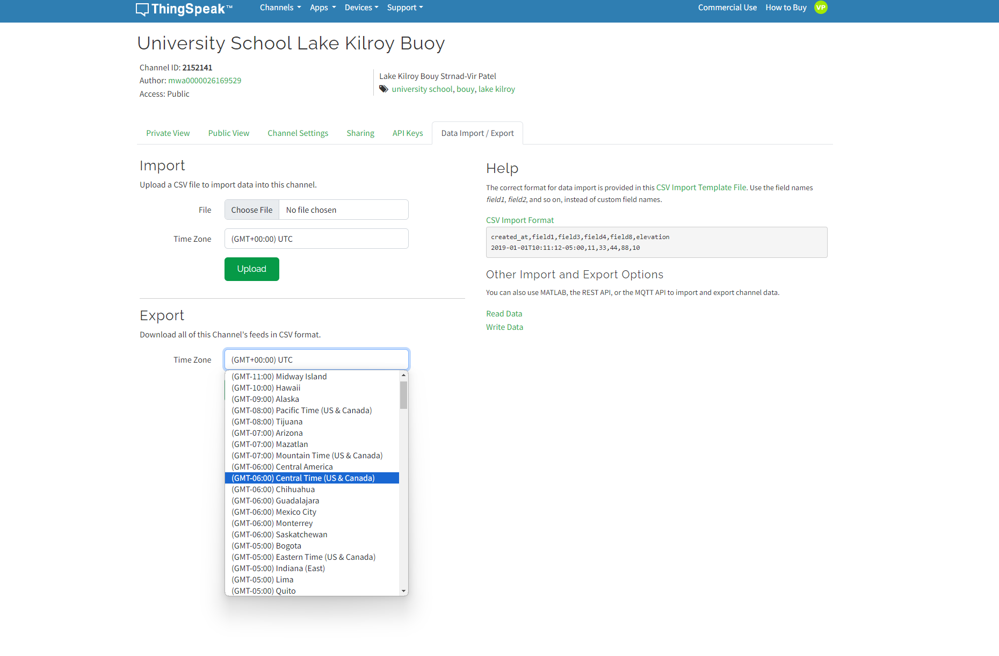 ThingSpeak™ Channels Apps Devices Support Commercial Use How to Buy VP
University School Lake Kilroy Buoy
Channel ID: 2152141
Author: mwa0000026169529
Access: Public
Lake Kilroy Bouy Strnad-Vir Patel
university school, bouy, lake kilroy
Private View Public View Channel Settings Sharing API Keys Data Import / Export
Import
Upload a CSV file to import data into this channel.
File Choose File No file chosen
Time Zone (GMT+00:00) UTC
Upload
Export
Download all of this Channel's feeds in CSV format.
Time Zone (GMT+00:00) UTC
(GMT-11:00) Midway Island
(GMT-10:00) Hawaii
(GMT-09:00) Alaska
(GMT-08:00) Pacific Time (US & Canada)
(GMT-08:00) Tijuana
(GMT-07:00) Arizona
(GMT-07:00) Mazatlan
(GMT-07:00) Mountain Time (US & Canada)
(GMT-06:00) Central America
(GMT-06:00) Central Time (US & Canada)
(GMT-06:00) Chihuahua
(GMT-06:00) Guadalajara
(GMT-06:00) Mexico City
(GMT-06:00) Monterrey
(GMT-06:00) Saskatchewan
(GMT-05:00) Bogota
(GMT-05:00) Eastern Time (US & Canada)
(GMT-05:00) Indiana (East)
(GMT-05:00) Lima
(GMT-05:00) Quito
Help
The correct format for data import is provided in this CSV Import Template File. Use the field names
field1, field2, and so on, instead of custom field names.
CSV Import Format
created_at,field1,field3,field4,field8,elevation
2019-01-01T10:11:12-05:00,11,33,44,88,10
Other Import and Export Options
You can also use MATLAB, the REST API, or the MQTT API to import and export channel data.
Read Data
Write Data